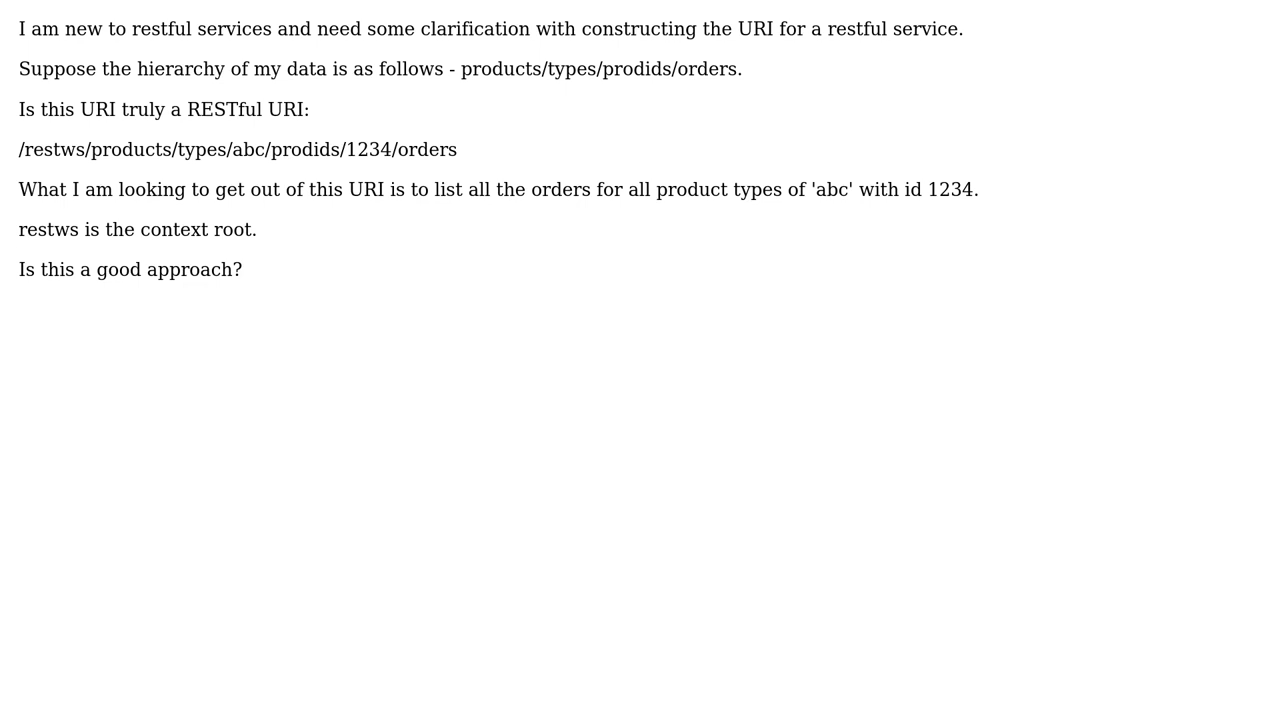 I am new to restful services and need some clarification with constructing the URI for a restful service.
Suppose the hierarchy of my data is as follows - products/types/prodids/orders.
Is this URI truly a RESTful URI:
/restws/products/types/abc/prodids/1234/orders
What I am looking to get out of this URI is to list all the orders for all product types of 'abc' with id 1234.
restws is the context root.
Is this a good approach?